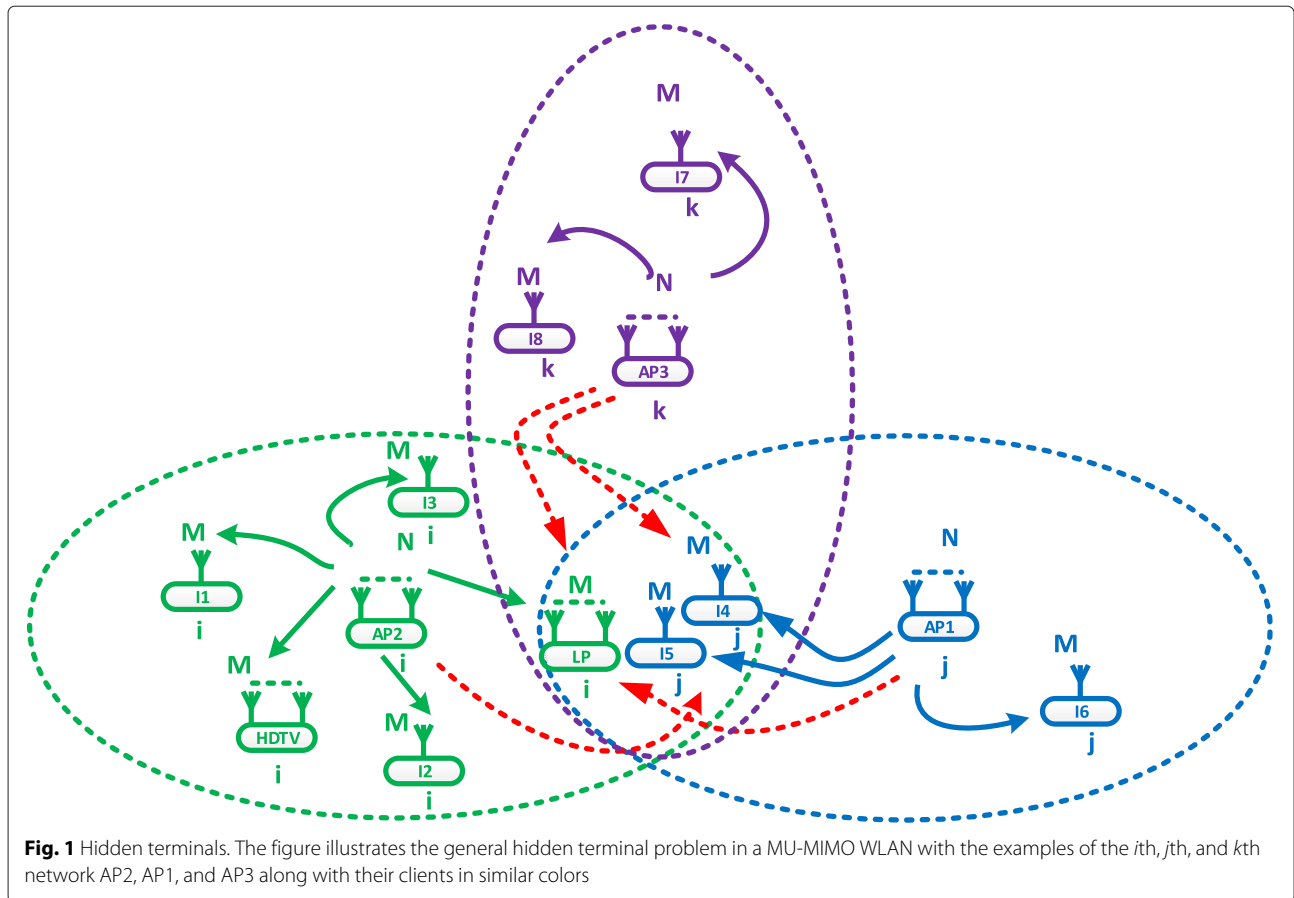 M
I7
k
N
M
I8
k
AP3
k
M
I3
i
N
M
I1
i
AP2
i
M
LP
i
M
I4
j
M
I5
j
N
AP1
j
M
I6
j
M
HDTV
i
M
I2
i
Fig. 1 Hidden terminals. The figure illustrates the general hidden terminal problem in a MU-MIMO WLAN with the examples of the ith, jth, and kth
network AP2, AP1, and AP3 along with their clients in similar colors